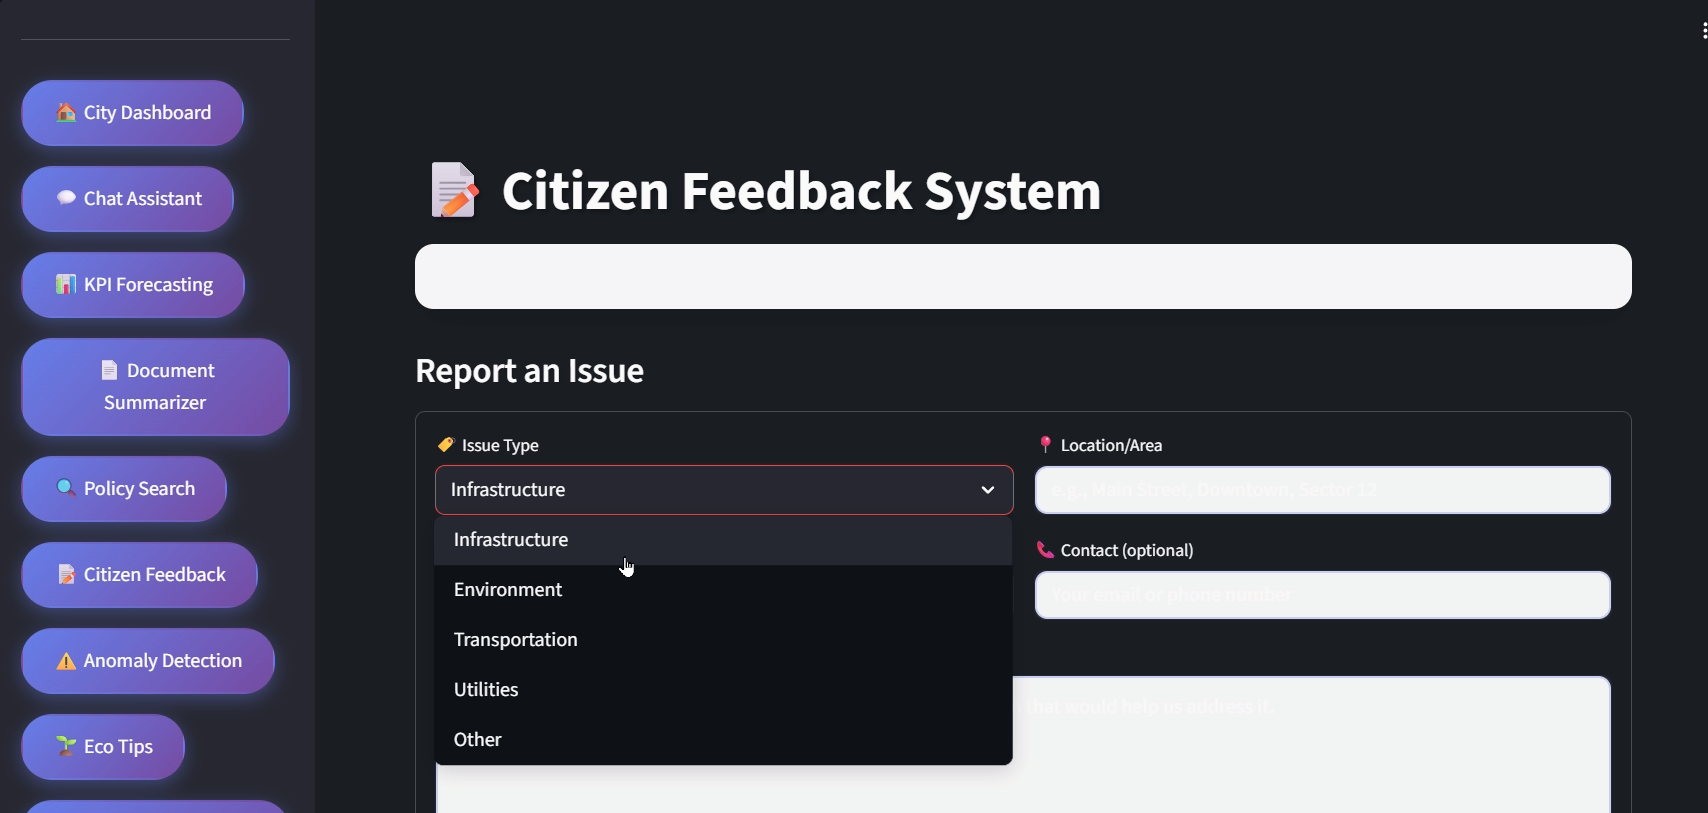 City Dashboard
Chat Assistant
KPI Forecasting
Document
Summarizer
Policy Search
Citizen Feedback
Anomaly Detection
Eco Tips
Citizen Feedback System
Report an Issue
Issue Type
Infrastructure
Infrastructure
Environment
Transportation
Utilities
Other
Location/Area
e.g., Main Street, Downtown, Sector 12
Contact (optional)
Your email or phone number
that would help us address it